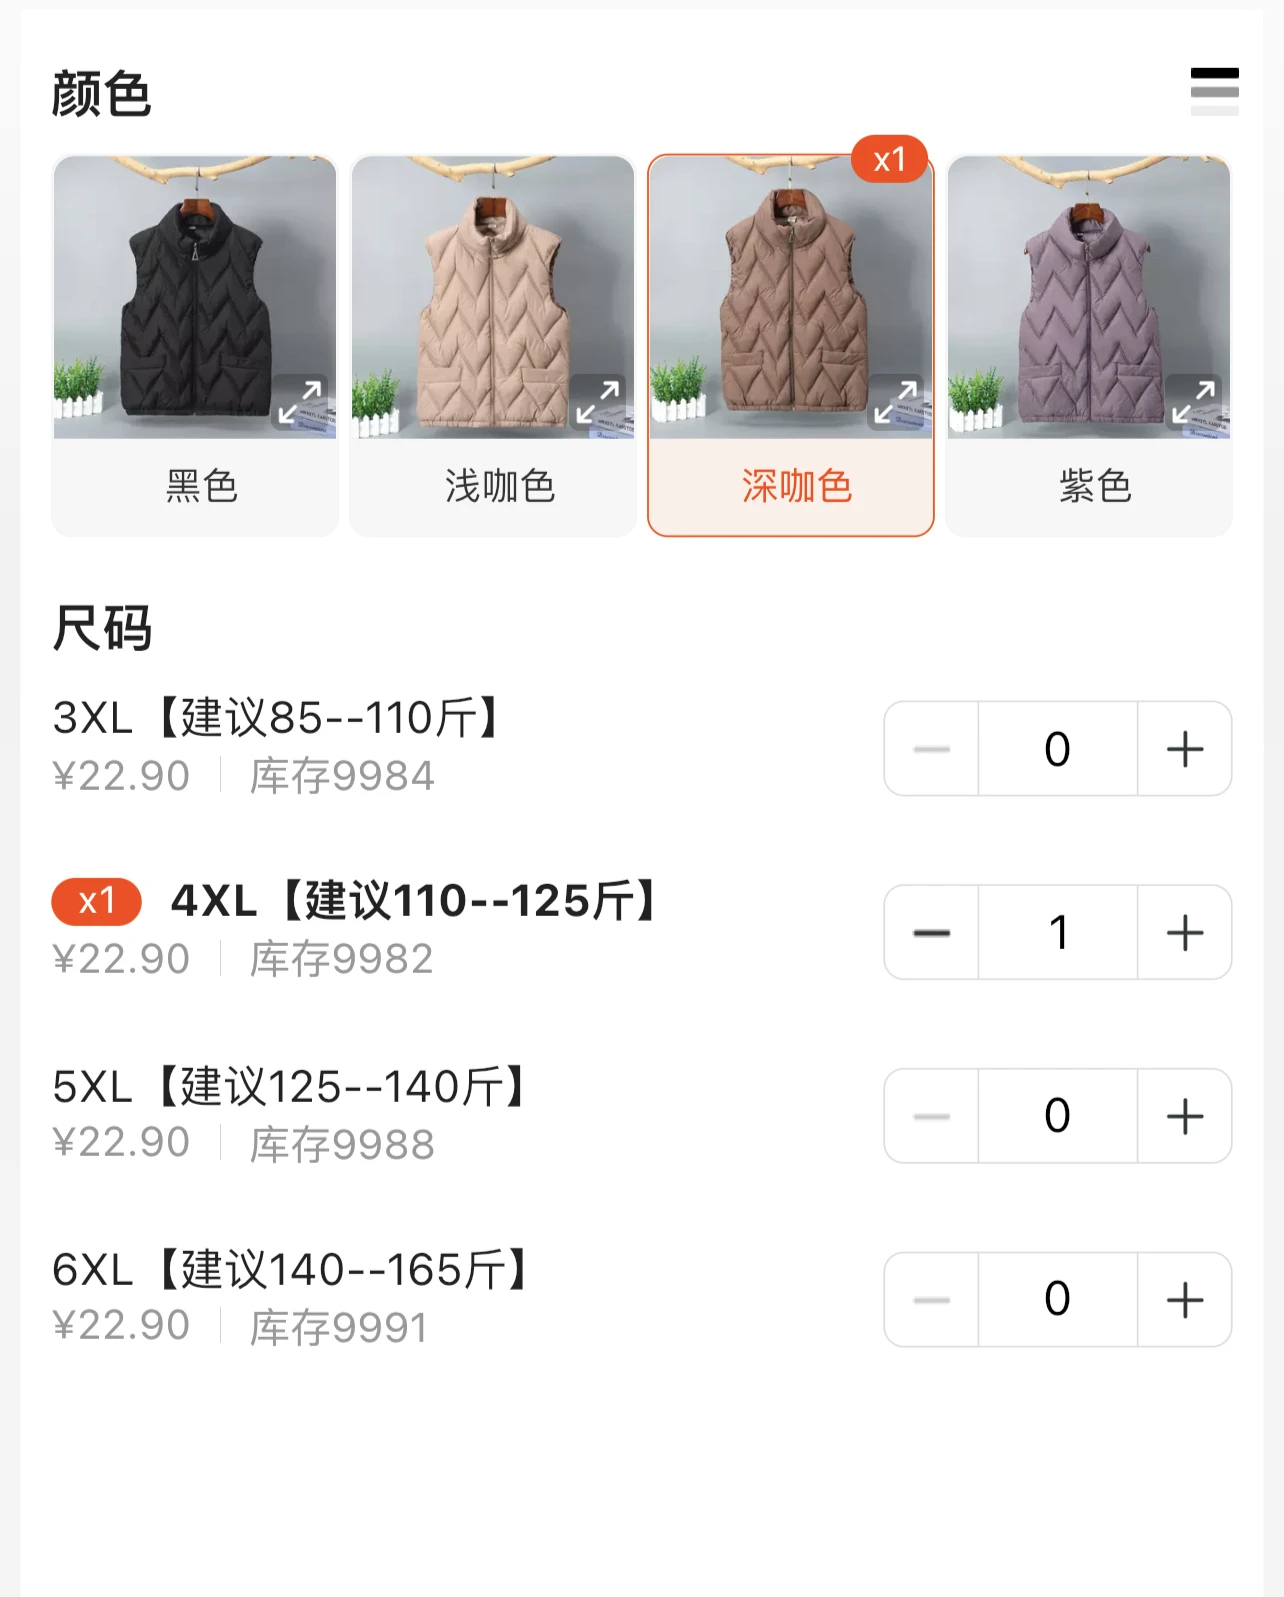 颜色
x1
黑色
浅咖色
深咖色
紫色
尺码
3XL【建议85--110斤】
0
¥22.90
库存9984
x1 4XL【建议110--125斤】
1
¥22.90
库存9982
5XL【建议125--140斤】
0
¥22.90
库存9988
6XL【建议140--165斤】
0
¥22.90
库存9991